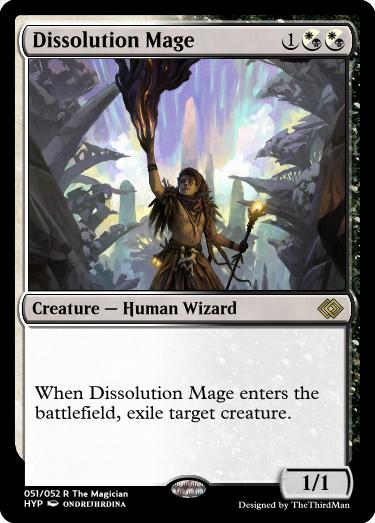 Dissolution Mage 1
Creature — Human Wizard
When Dissolution Mage enters the
battlefield, exile target creature.
1/1
051/052 R The Magician
HYP ONDREJHRDINA
Designed by TheThirdMan